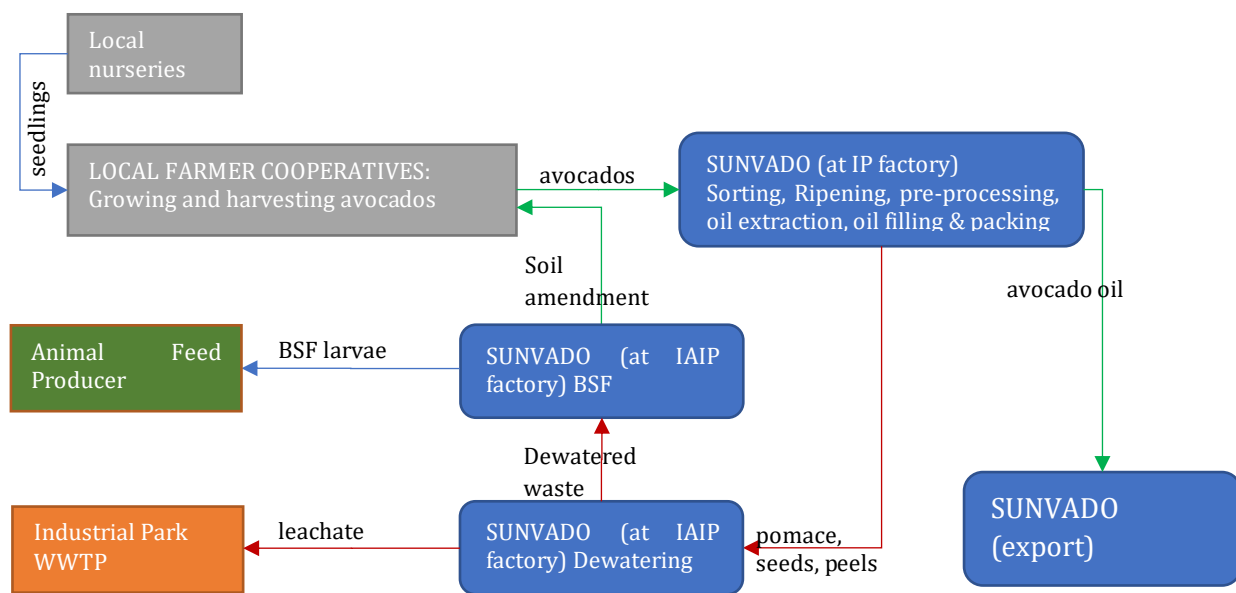 Local
nurseries
seedlings
LOCAL FARMER COOPERATIVES:
Growing and harvesting avocados
avocados
SUNVADO (at IP factory)
Sorting, Ripening, pre-processing,
oil extraction, oil filling & packing
Soil
amendment
avocado oil
Animal Feed
Producer
BSF larvae
SUNVADO (at IAIP
factory) BSF
Dewatered
waste
Industrial Park
WWTP
leachate
SUNVADO (at IAIP
factory) Dewatering
pomace,
seeds, peels
SUNVADO
(export)